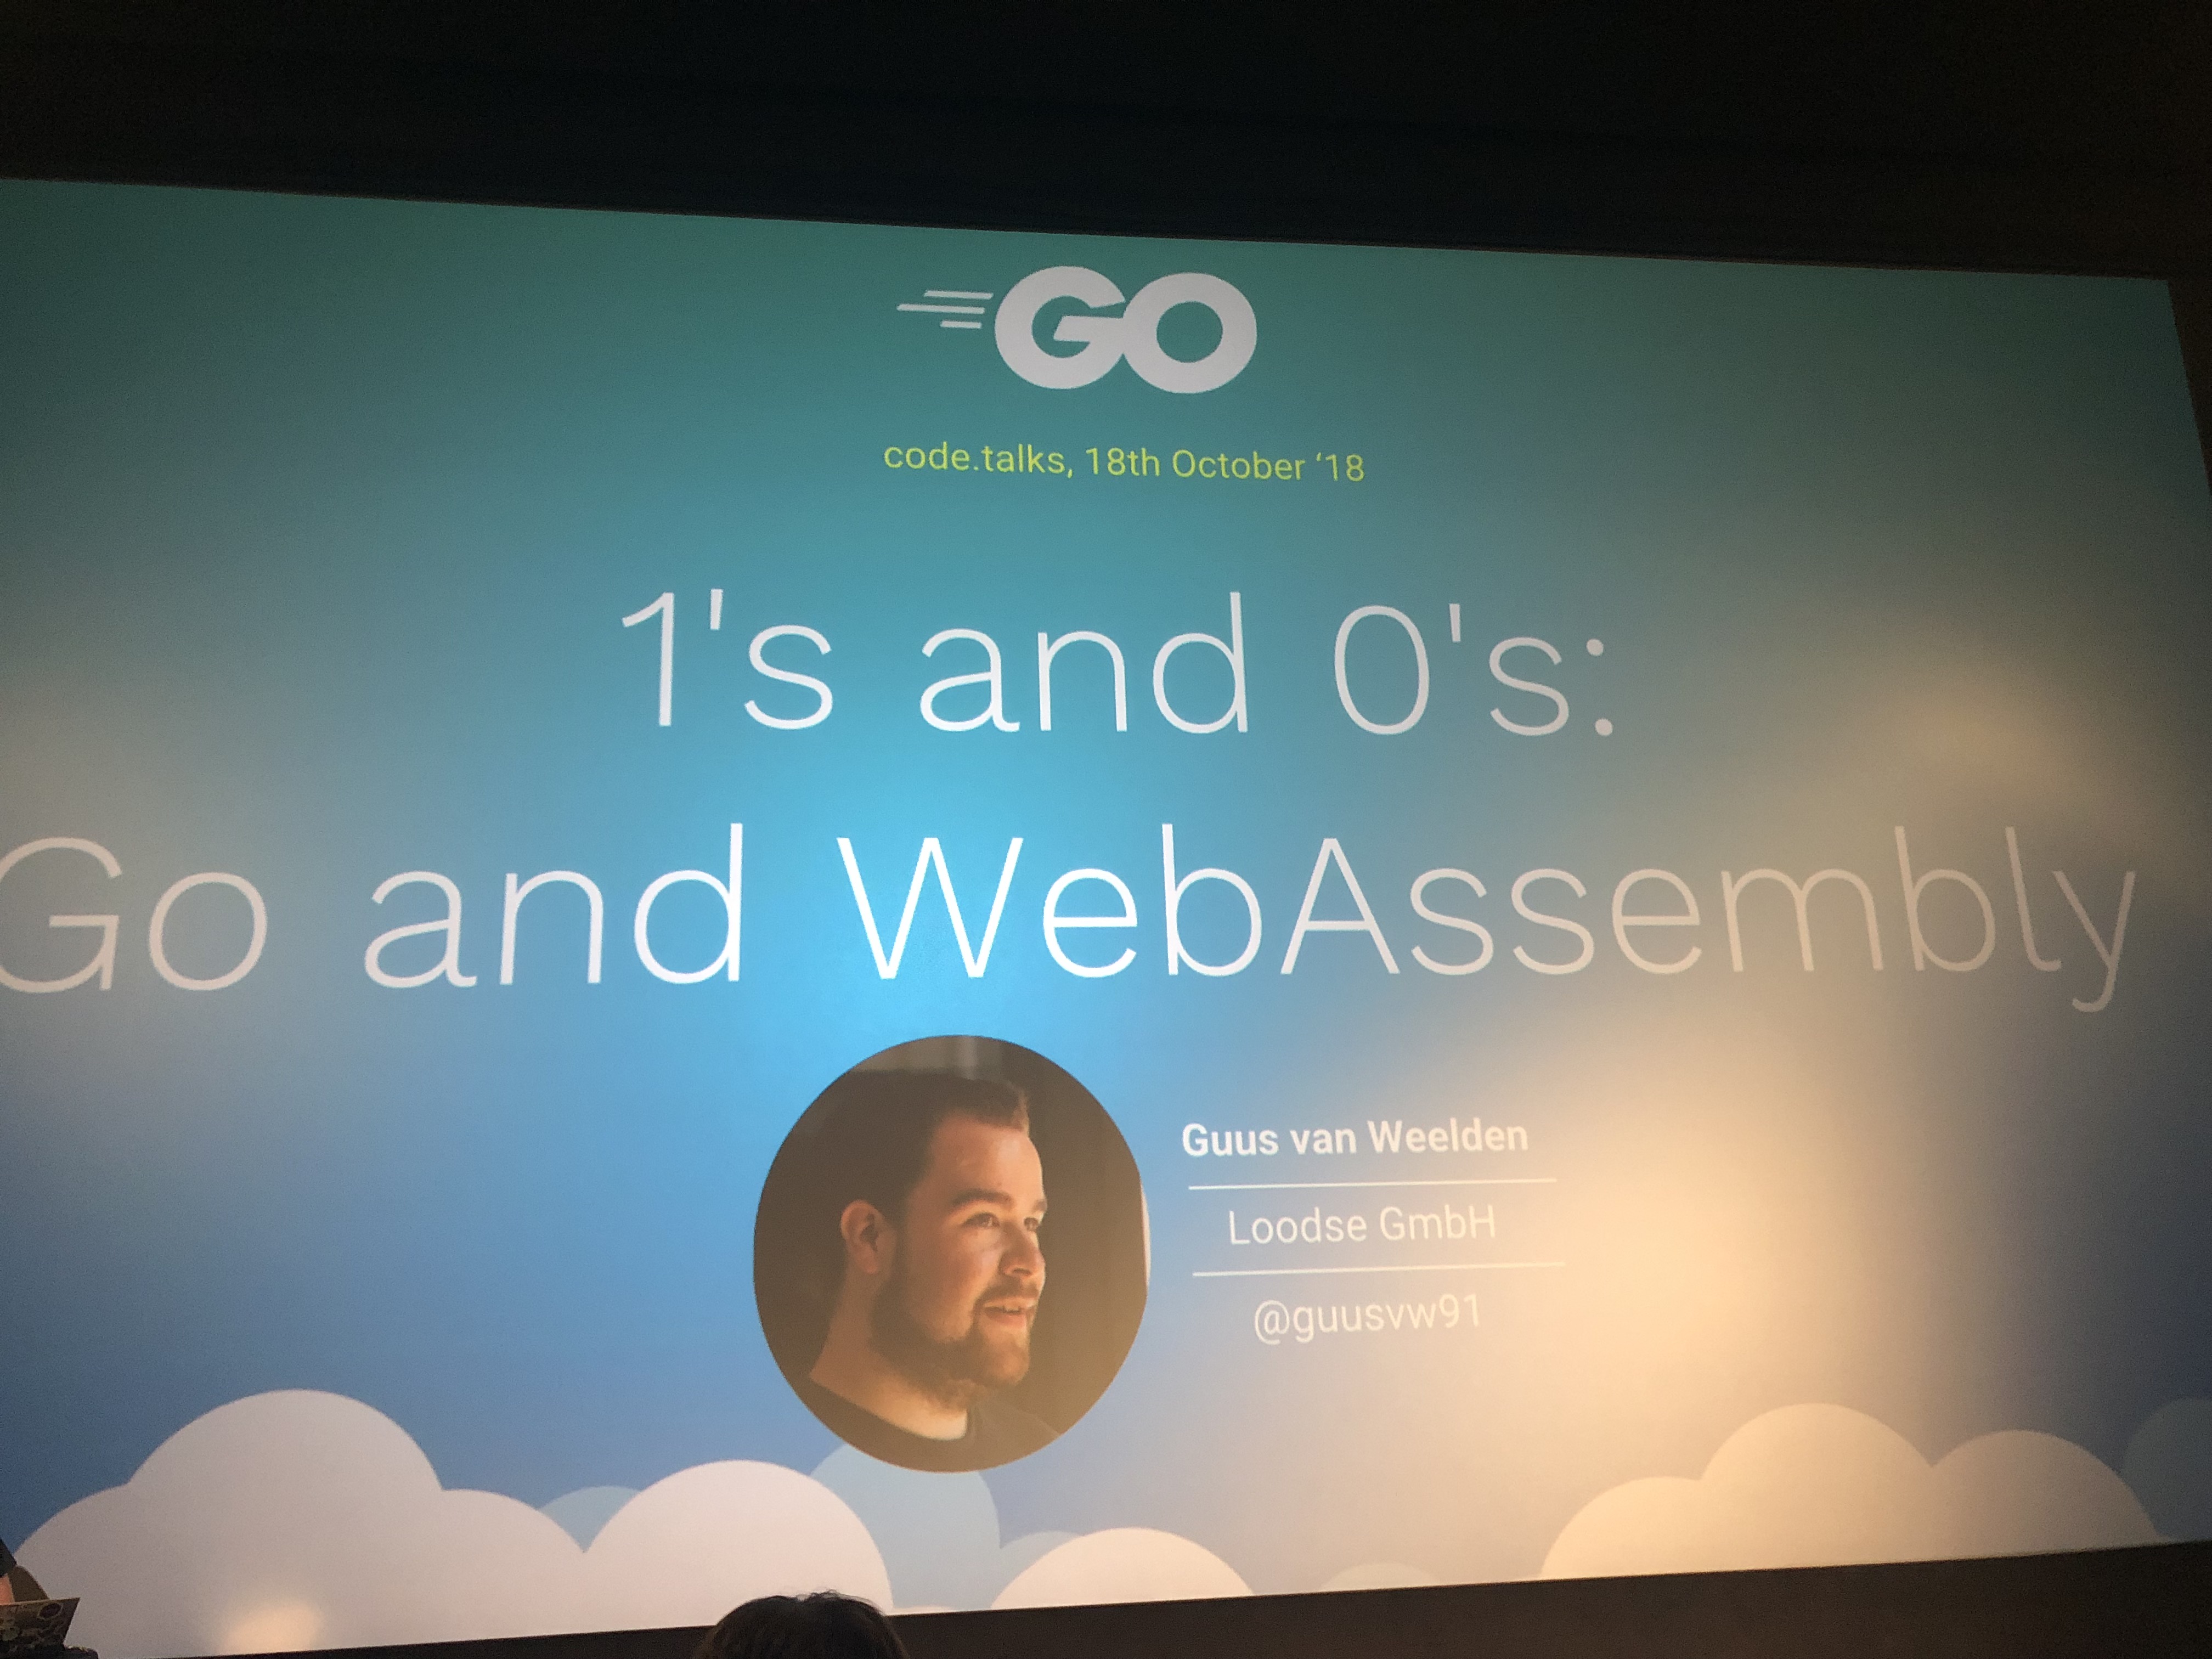 GO
code.talks, 18th October ‘18
1's and 0's:
Go and WebAssembly
Guus van Weelden
Loodse GmbH
@guusvw91